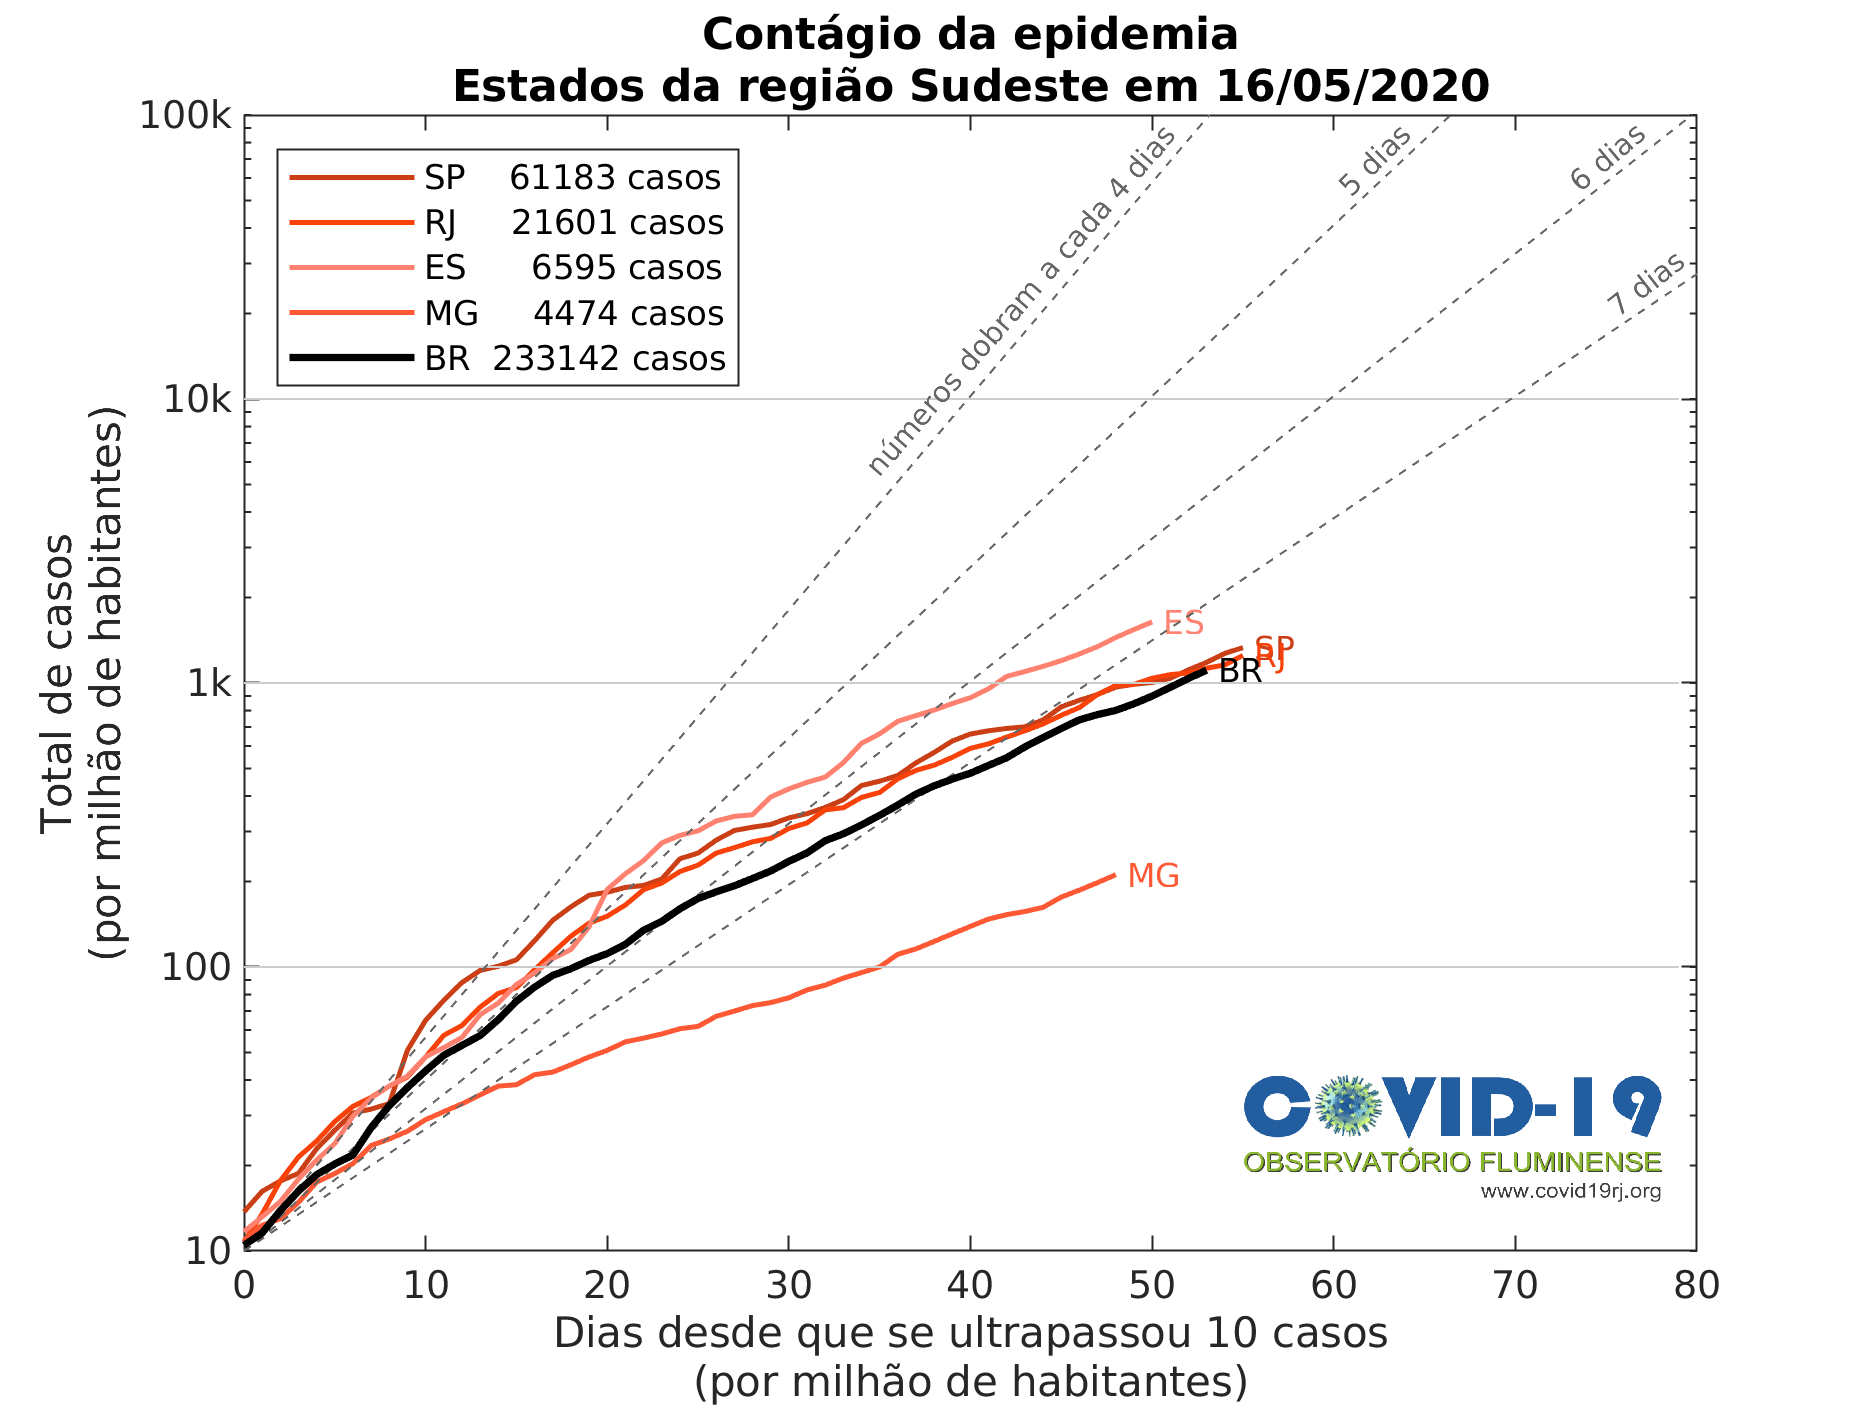 Contágio da epidemia
Estados da região Sudeste em 16/05/2020
100k
10k
1k
100
10
Total de casos
(por milhão de habitantes)
SP 61183 casos
RJ 21601 casos
ES 6595 casos
MG 4474 casos
BR 233142 casos
números dobram a cada 4 dias
5 dias
6 dias
7 dias
ES
SP
RJ
BR
MG
COVID-19
OBSERVATÓRIO FLUMINENSE
www.covid19rj.org
0 10 20 30 40 50 60 70 80
Dias desde que se ultrapassou 10 casos
(por milhão de habitantes)